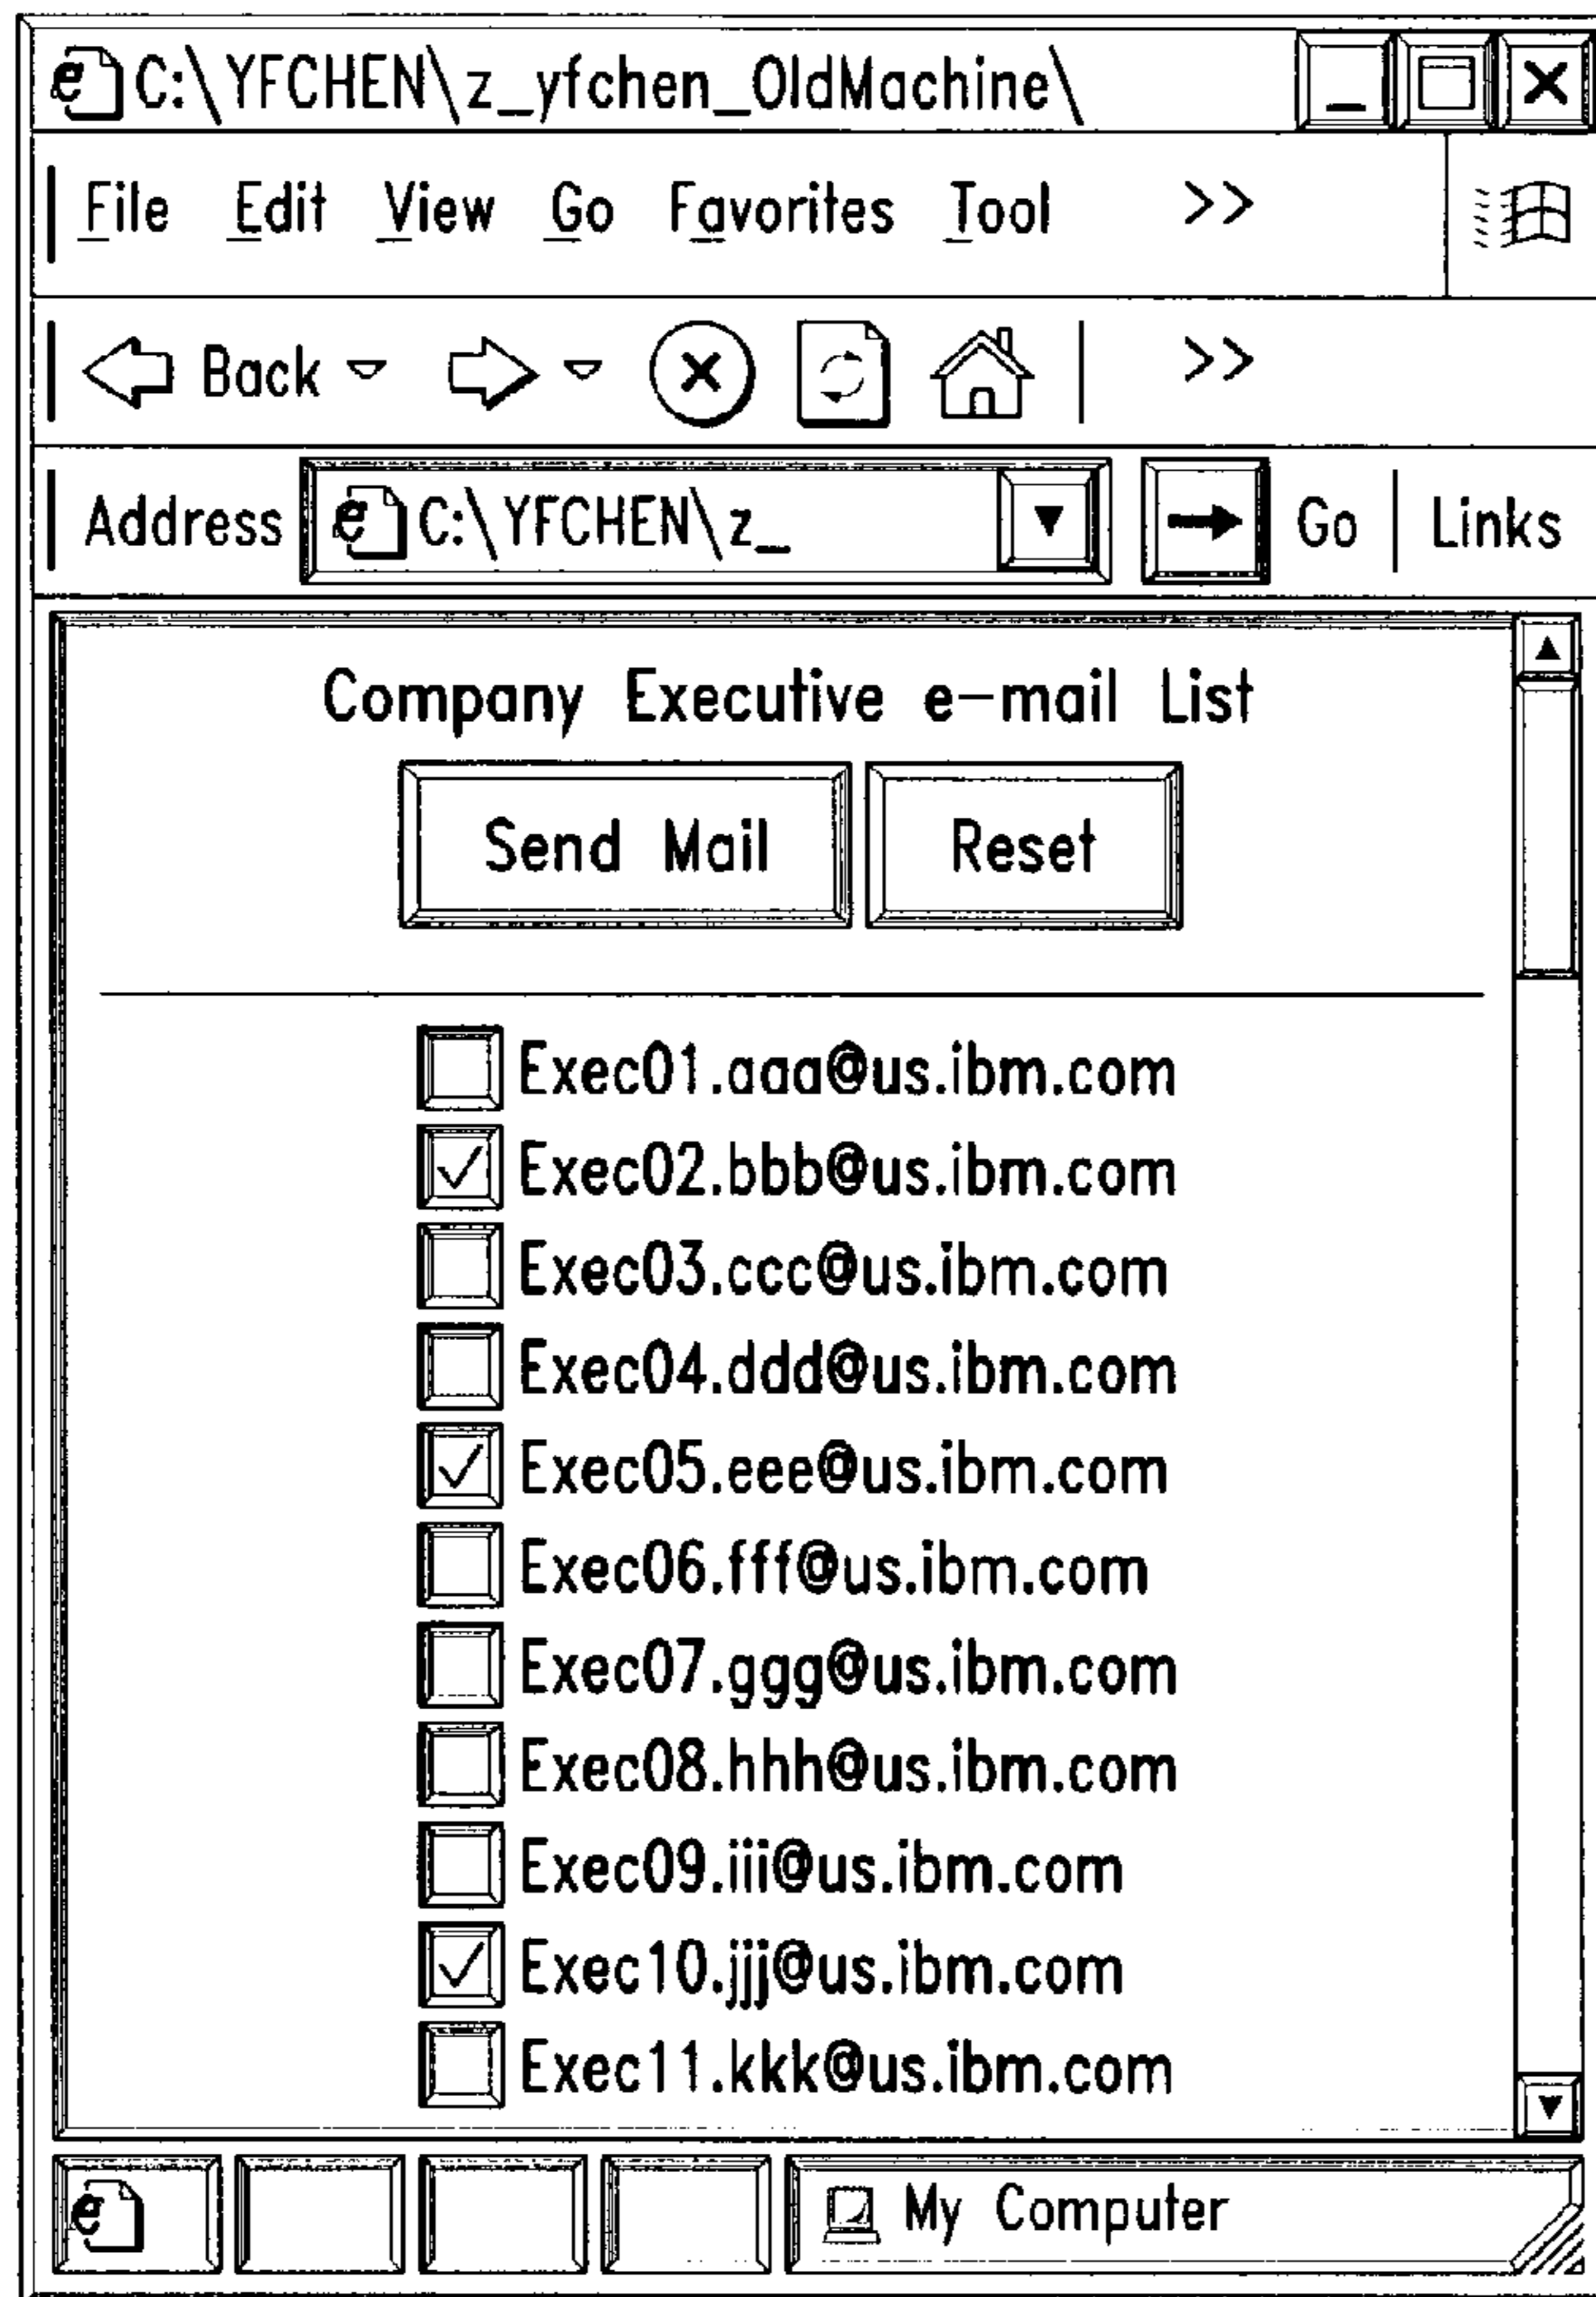 C:\YFCHEN\z_yfchen_OldMachine\
File Edit View Go Favorites Tool >>
Back >>
Address C:\YFCHEN\z_ Go Links
Company Executive e-mail List
Send Mail Reset
Exec01.aaa@us.ibm.com
Exec02.bbb@us.ibm.com
Exec03.ccc@us.ibm.com
Exec04.ddd@us.ibm.com
Exec05.eee@us.ibm.com
Exec06.fff@us.ibm.com
Exec07.ggg@us.ibm.com
Exec08.hhh@us.ibm.com
Exec09.iii@us.ibm.com
Exec10.jjj@us.ibm.com
Exec11.kkk@us.ibm.com
My Computer